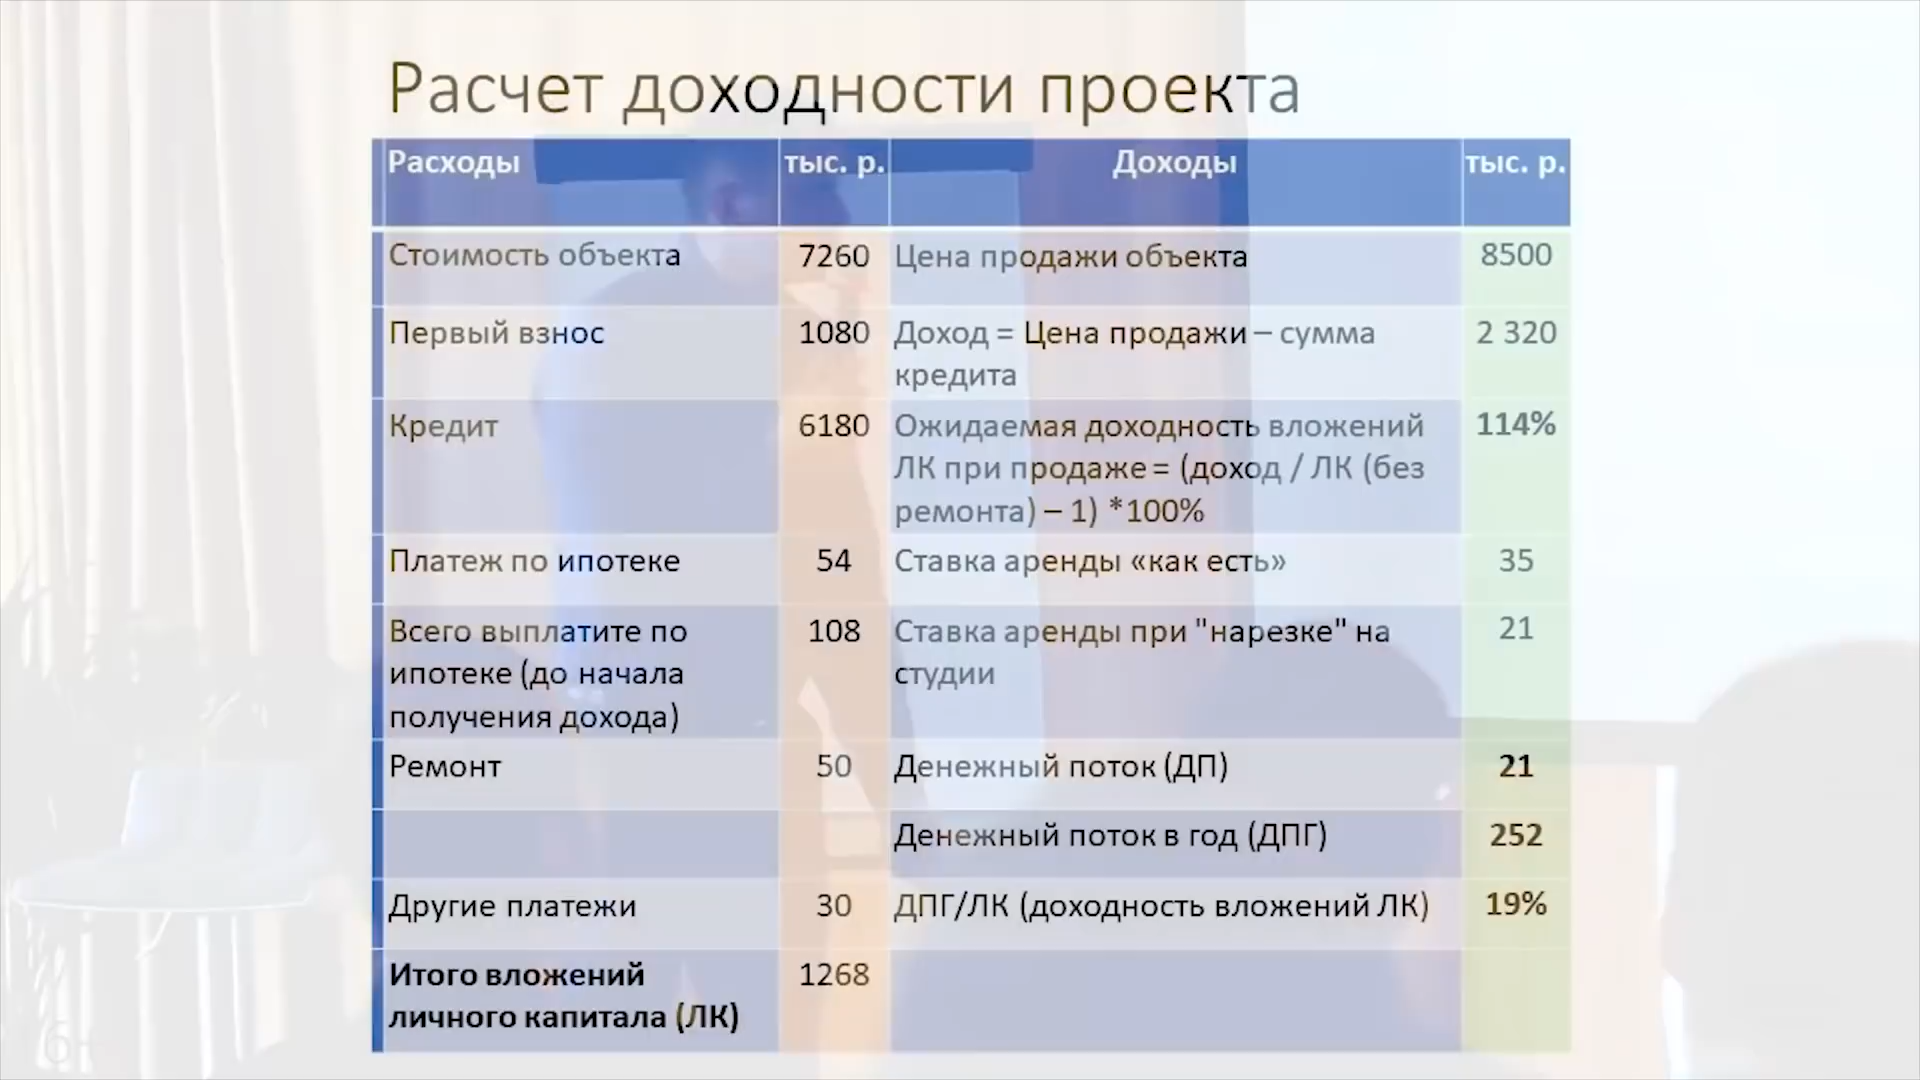 Расчет доходности проекта
Расходы тыс. р. Доходы тыс. р.
Стоимость объекта 7260 Цена продажи объекта 8500
Первый взнос 1080 Доход = Цена продажи – сумма 2 320
кредита
Кредит 6180 Ожидаемая доходность вложений 114%
ЛК при продаже = (доход / ЛК (без
ремонта) – 1) *100%
Платеж по ипотеке 54 Ставка аренды «как есть» 35
Всего выплатите по 108 Ставка аренды при "нарезке" на 21
ипотеке (до начала студии
получения дохода)
Ремонт 50 Денежный поток (ДП) 21
Денежный поток в год (ДПГ) 252
Другие платежи 30 ДПГ/ЛК (доходность вложений ЛК) 19%
Итого вложений 1268
личного капитала (ЛК)